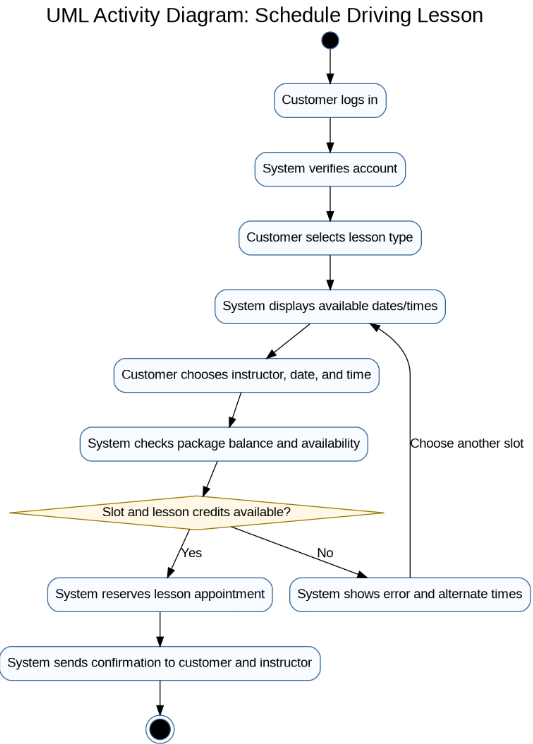 UML Activity Diagram: Schedule Driving Lesson
Customer logs in
System verifies account
Customer selects lesson type
System displays available dates/times
Customer chooses instructor, date, and time
System checks package balance and availability
Choose another slot
Slot and lesson credits available?
Yes
No
System reserves lesson appointment
System shows error and alternate times
System sends confirmation to customer and instructor